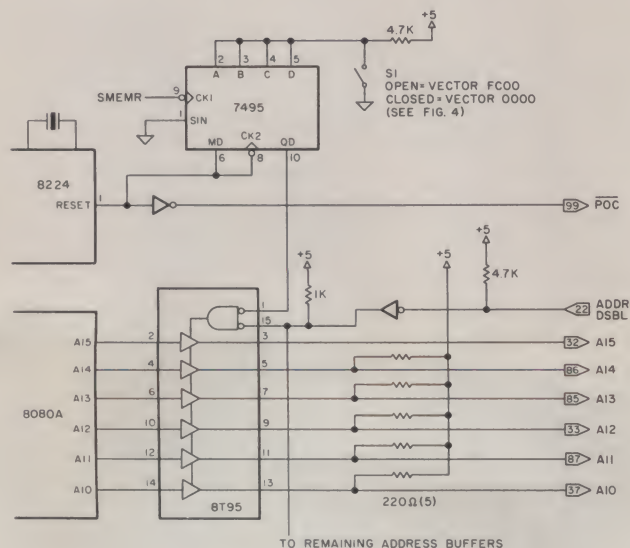 +5
4.7K
2 3 4 5
A B C D
S1
OPEN=VECTOR FC00
CLOSED=VECTOR 0000
(SEE FIG. 4)
SMEMR
9 CK1
7495
1 SIN
CK2
MD QD
6 8 10
8224
RESET 1
99 POC
+5
+5
+5
1K
4.7K
1
15
22 ADDR
DSBL
A15 2 3 32 A15
A14 4 5 86 A14
A13 6 7 85 A13
8080A
A12 10 9 33 A12
A11 12 11 87 A11
A10 14 13 37 A10
8T95
220Ω(5)
TO REMAINING ADDRESS BUFFERS